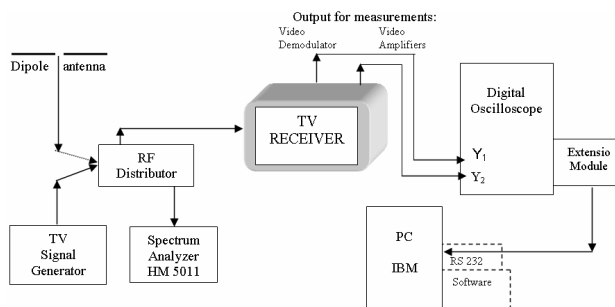 Output for measurements:
Video
Demodulator
Video
Amplifiers
Dipole antenna
TV
RECEIVER
Digital
Oscilloscope
Y1
Y2
Extensio
Module
RF
Distributor
TV
Signal
Generator
Spectrum
Analyzer
HM 5011
PC
IBM
RS 232
Software